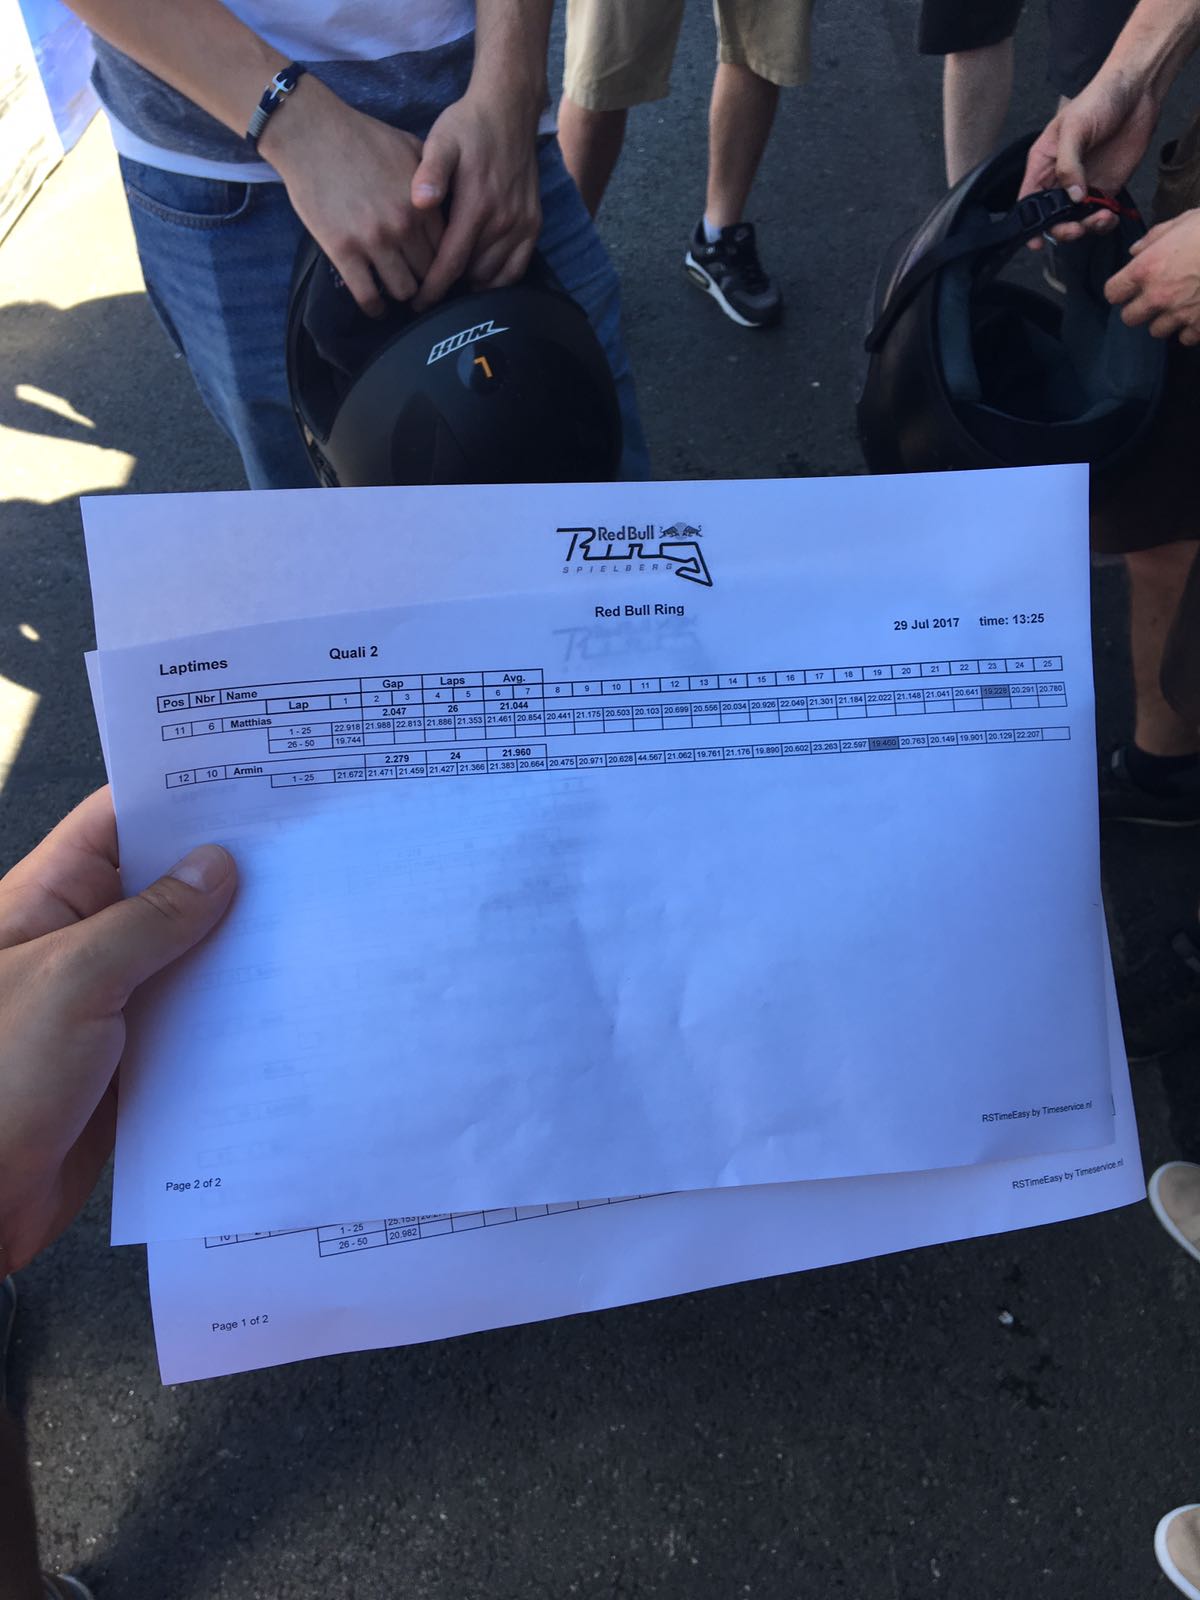 KOX
7
Red Bull
Ring
SPIELBERG
Red Bull Ring
29 Jul 2017 time: 13:25
Laptimes Quali 2
Gap Laps Avg.
Pos Nbr Name Lap 1 2 3 4 5 6 7 8 9 10 11 12 13 14 15 16 17 18 19 20 21 22 23 24 25
11 6 Matthias 2.047 26 21.044
1 - 25 22.918 21.988 22.813 21.886 21.353 21.461 20.854 20.441 21.175 20.503 20.103 20.699 20.556 20.034 20.926 22.049 21.301 21.184 22.022 21.148 21.041 20.641 19.228 20.291 20.780
26 - 50 19.744
12 10 Armin 2.279 24 21.960
1 - 25 21.672 21.471 21.459 21.427 21.366 21.383 20.664 20.475 20.971 20.628 44.567 21.062 19.761 21.176 19.890 20.602 23.263 22.597 19.460 20.763 20.149 19.901 20.129 22.207
RSTimeEasy by Timeservice.nl
Page 2 of 2
RSTimeEasy by Timeservice.nl
10
1 - 25 25.153
26 - 50 20.982
Page 1 of 2